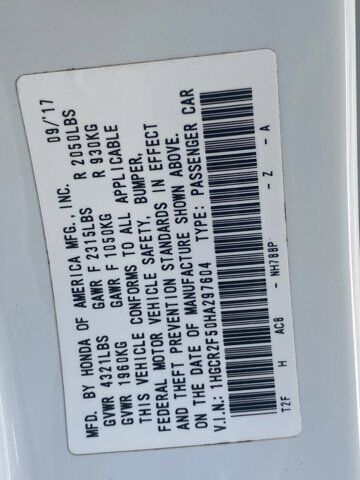 MFD. BY HONDA OF AMERICA MFG., INC. 09/'17
GVWR 4321LBS GAWR F 2315LBS R 2050LBS
GVWR 1960KG GAWR F 1050KG R 930KG
THIS VEHICLE CONFORMS TO ALL APPLICABLE
FEDERAL MOTOR VEHICLE SAFETY, BUMPER,
AND THEFT PREVENTION STANDARDS IN EFFECT
ON THE DATE OF MANUFACTURE SHOWN ABOVE.
V.I.N.: 1HGCR2F50HA297604 TYPE: PASSENGER CAR
T2F H AC8 - NH788P - Z - A